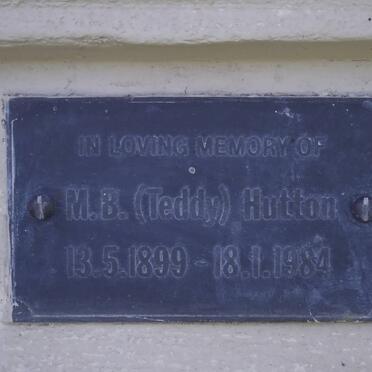 IN LOVING MEMORY OF
M.B. (Teddy) Hutton
13.5.1899 - 18.1.1984